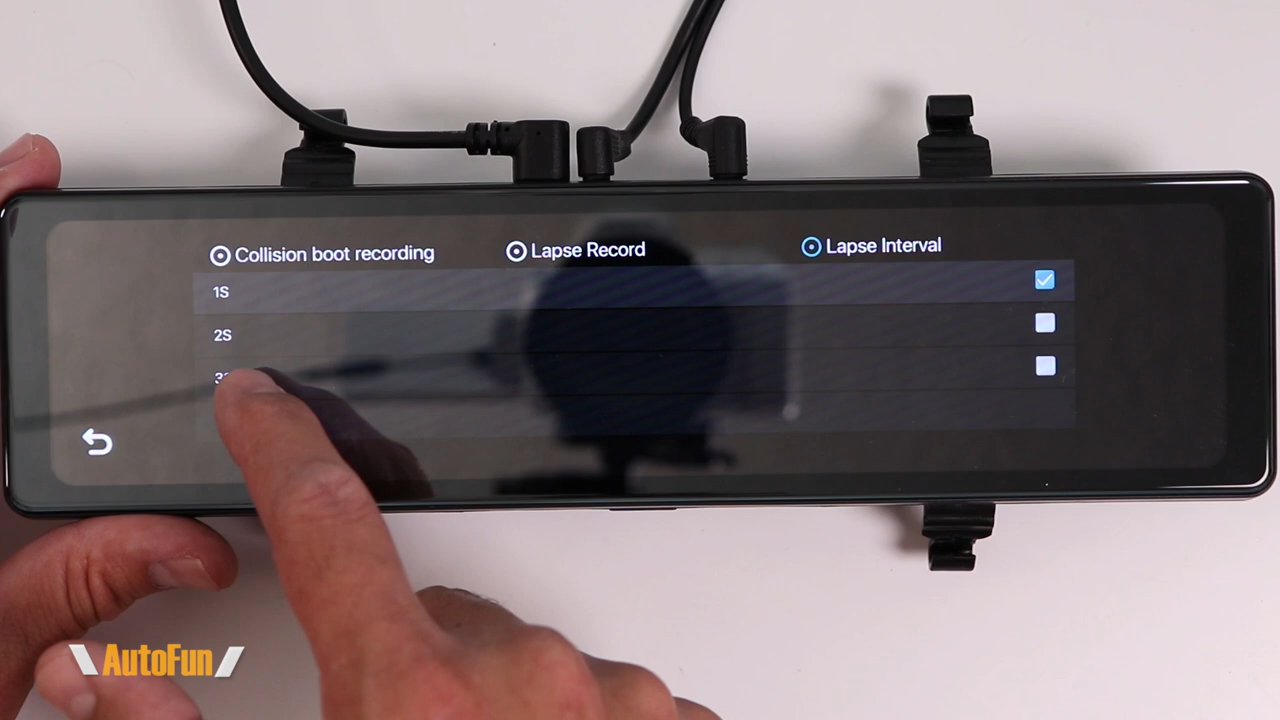 Collision boot recording
Lapse Record
Lapse Interval
1S
2S
AutoFun